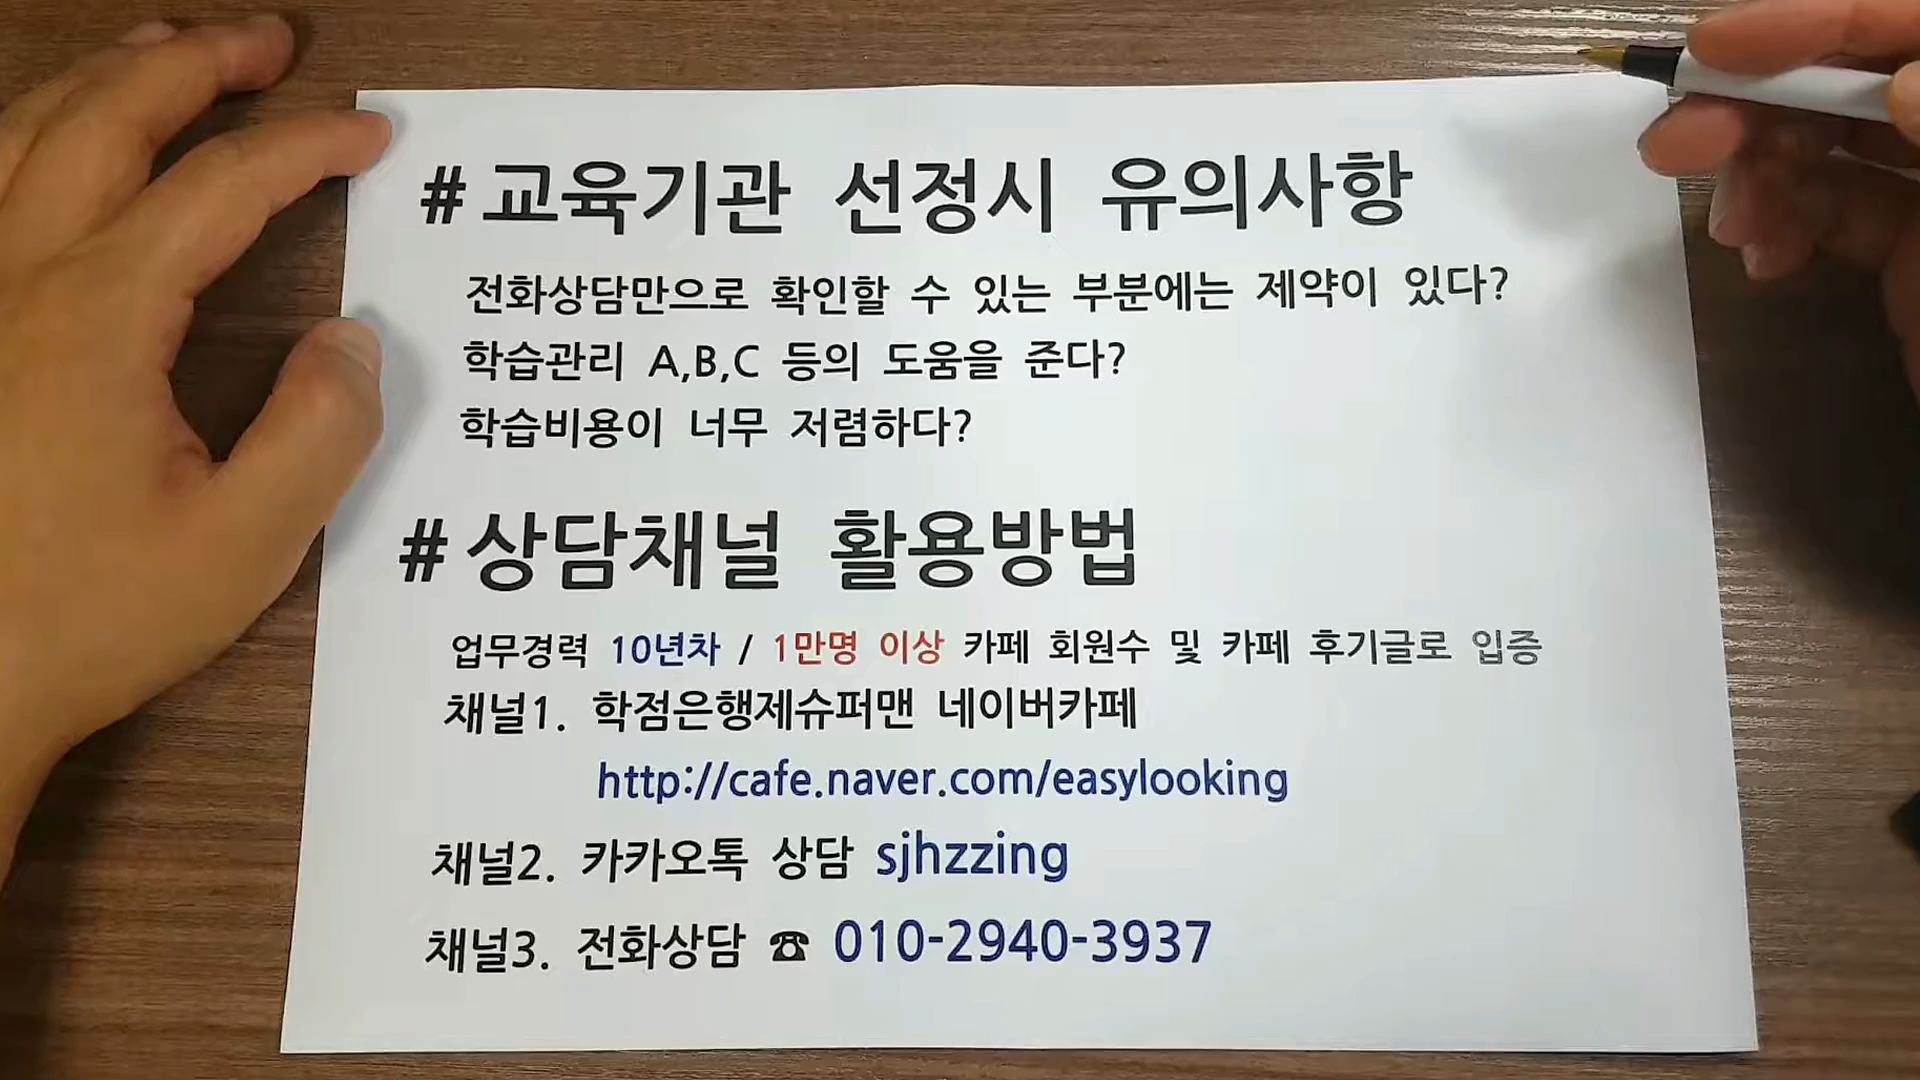 # 교육기관 선정시 유의사항
전화상담만으로 확인할 수 있는 부분에는 제약이 있다?
학습관리 A,B,C 등의 도움을 준다?
학습비용이 너무 저렴하다?
# 상담채널 활용방법
업무경력 10년차 / 1만명 이상 카페 회원수 및 카페 후기글로 입증
채널1. 학점은행제슈퍼맨 네이버카페
http://cafe.naver.com/easylooking
채널2. 카카오톡 상담 sjhzzing
채널3. 전화상담 ☎ 010-2940-3937